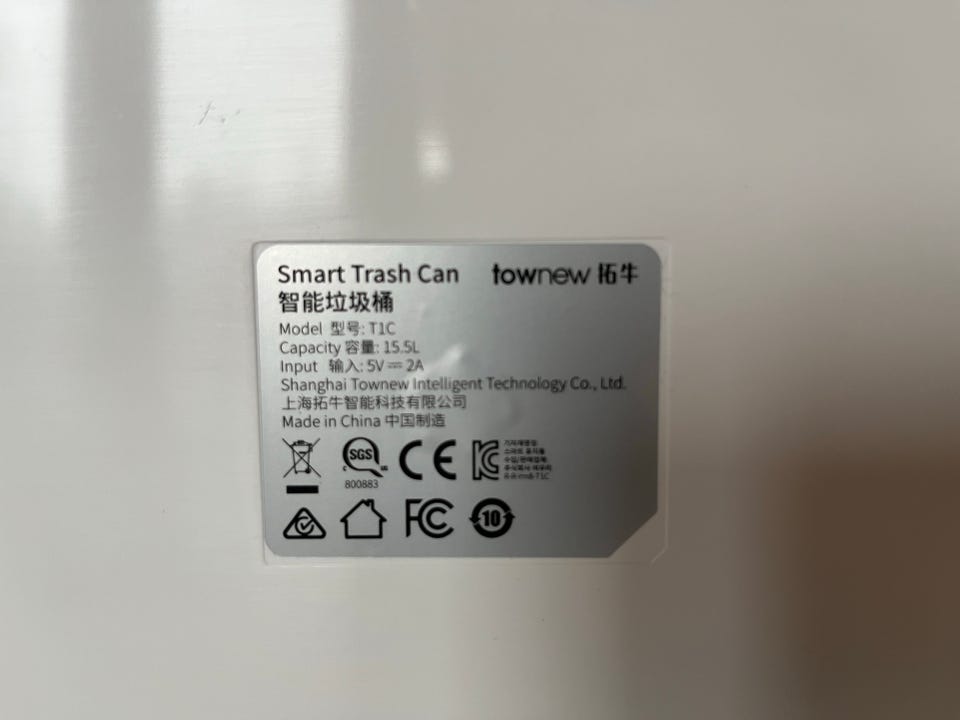 Smart Trash Can townew 拓牛
智能垃圾桶
Model 型号: T1C
Capacity 容量: 15.5L
Input 输入: 5V ⎓ 2A
Shanghai Townew Intelligent Technology Co., Ltd.
上海拓牛智能科技有限公司
Made in China 中国制造
SGS
C US
800883
CE
FC
10